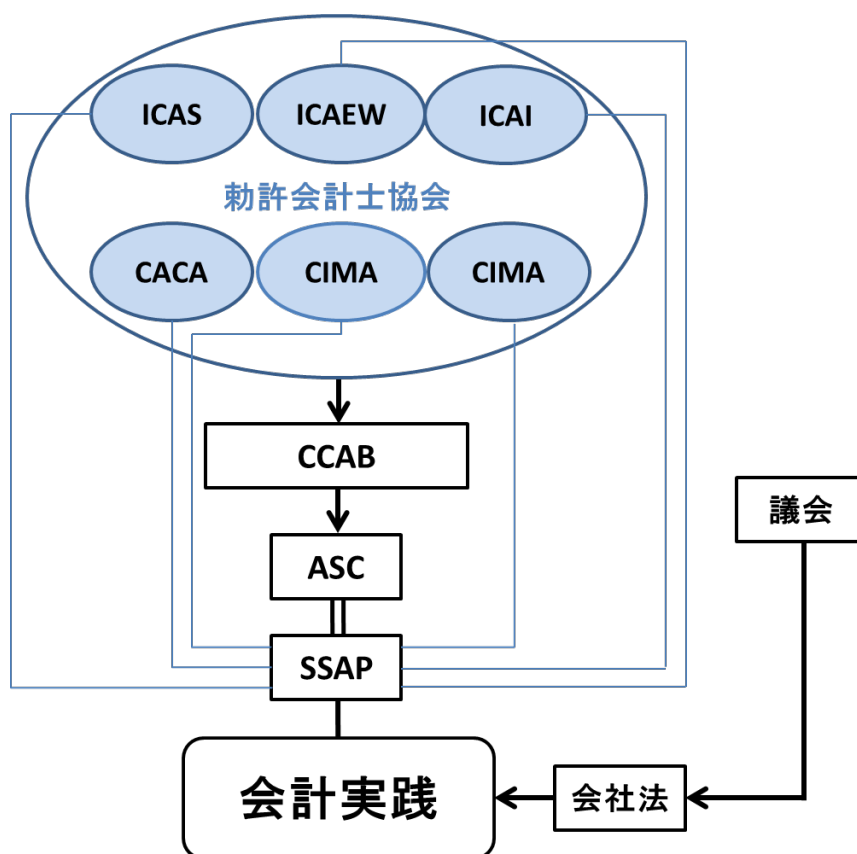 ICAS
ICAEW
ICAI
勅許会計士協会
CACA
CIMA
CIMA
CCAB
議会
ASC
SSAP
会計実践
会社法